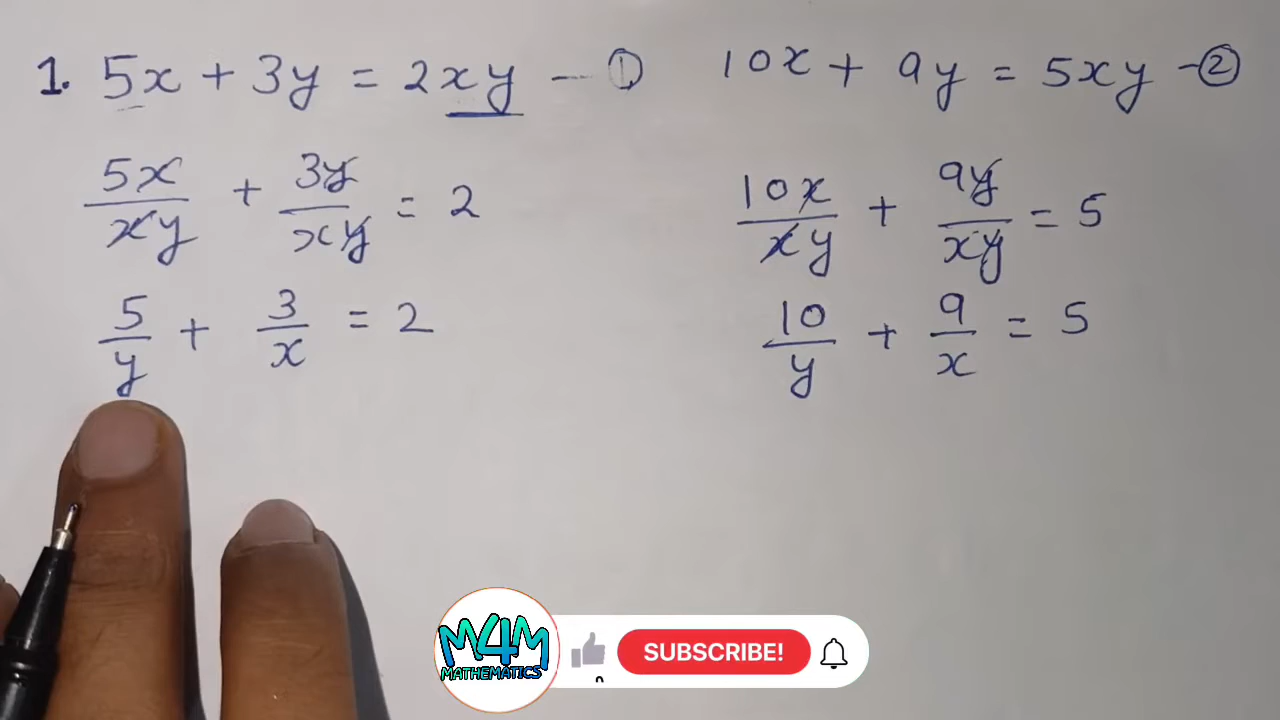 1. 5x + 3y = 2xy — ①
10x + 9y = 5xy - ②
5x/xy + 3y/xy = 2
10x/xy + 9y/xy = 5
5/y + 3/x = 2
10/y + 9/x = 5
M4M
MATHEMATICS
SUBSCRIBE!